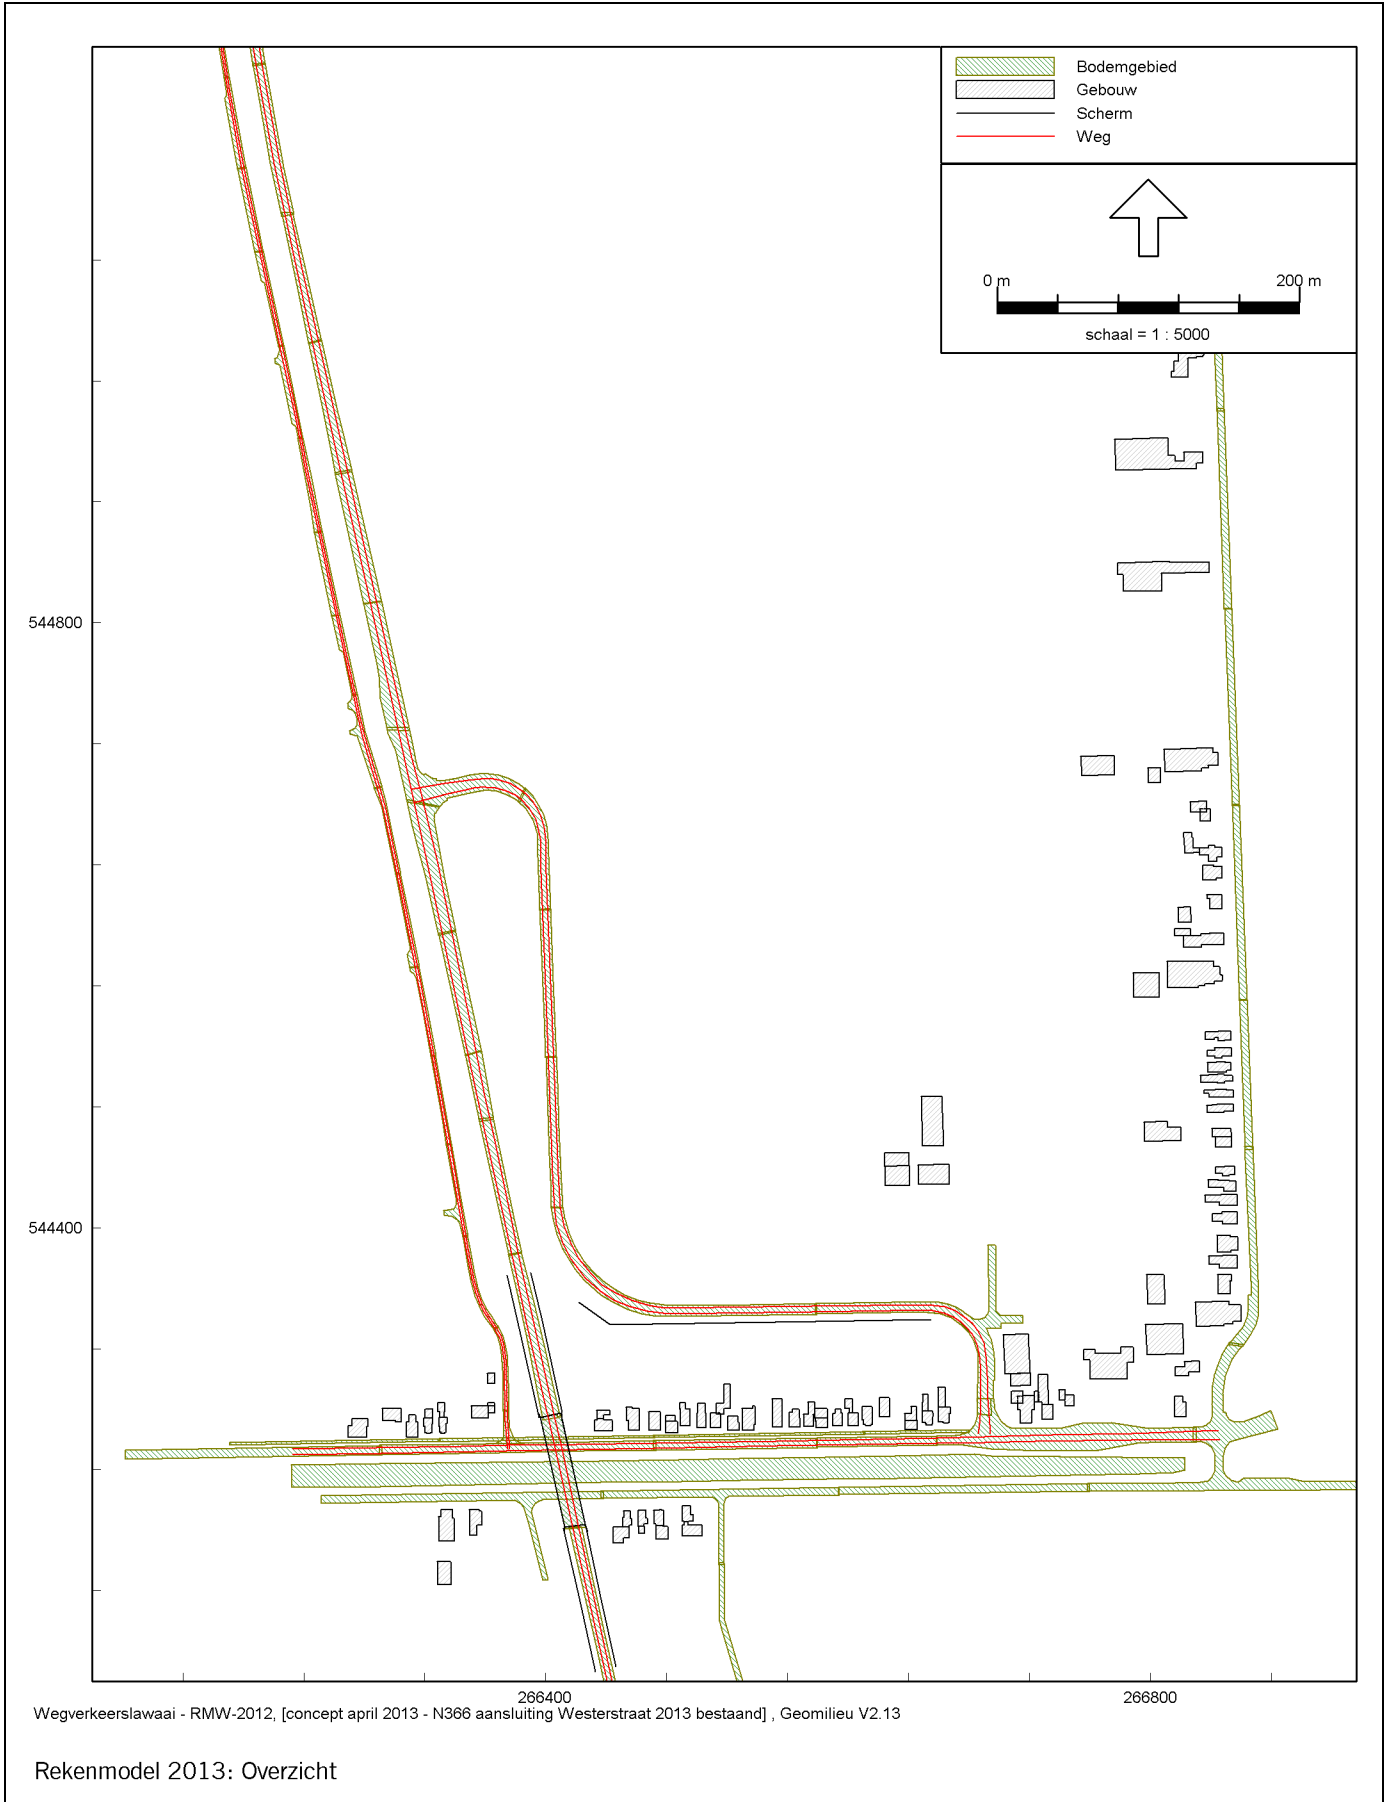 Bodemgebied
Gebouw
Scherm
Weg
0 m 200 m
schaal = 1 : 5000
544800
544400
266400 266800
Wegverkeerslawaai - RMW-2012, [concept april 2013 - N366 aansluiting Westerstraat 2013 bestaand] , Geomilieu V2.13
Rekenmodel 2013: Overzicht